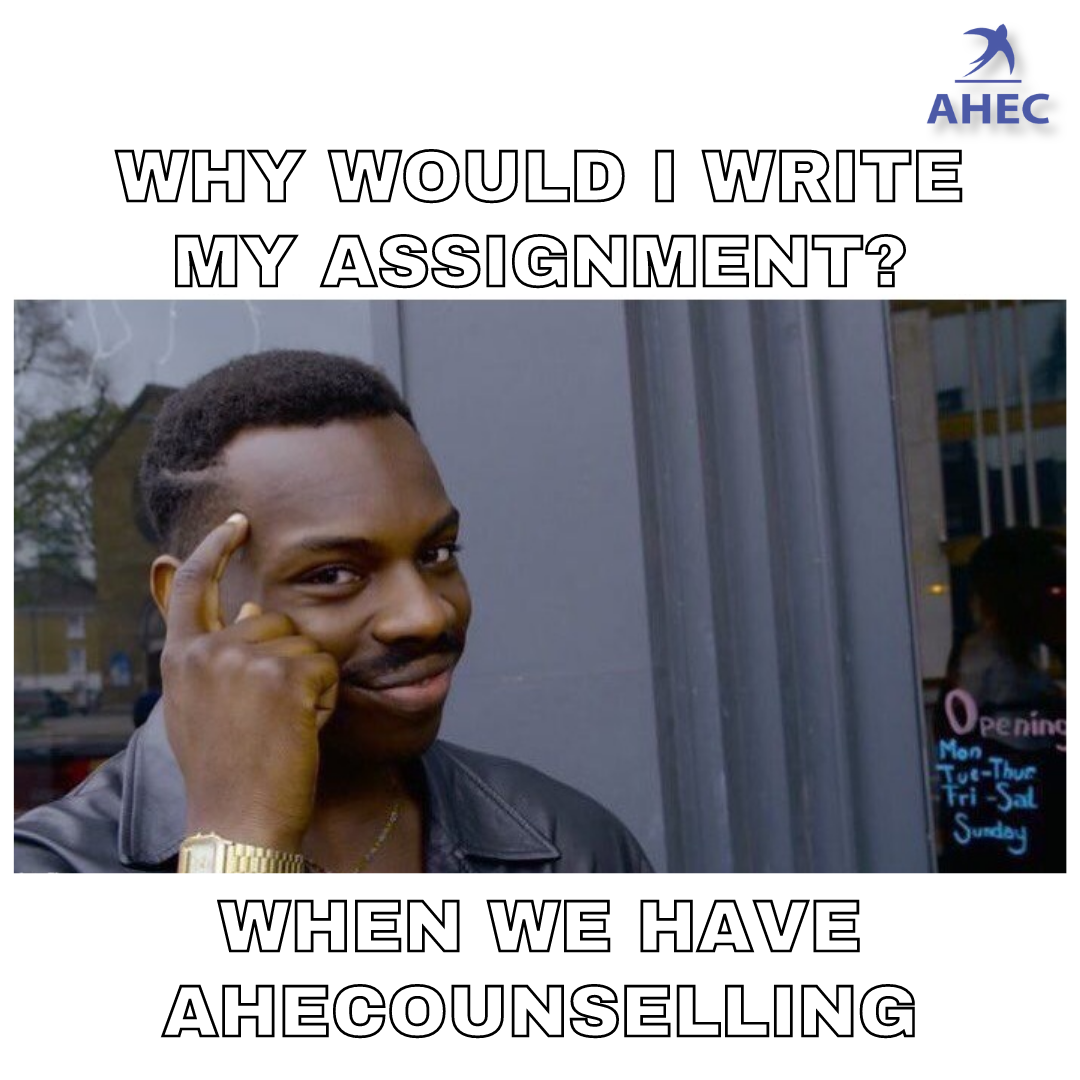 AHEC
WHY WOULD I WRITE
MY ASSIGNMENT?
Opening
Mon
Tue-Thur
Fri -Sat
Sunday
WHEN WE HAVE
AHECOUNSELLING